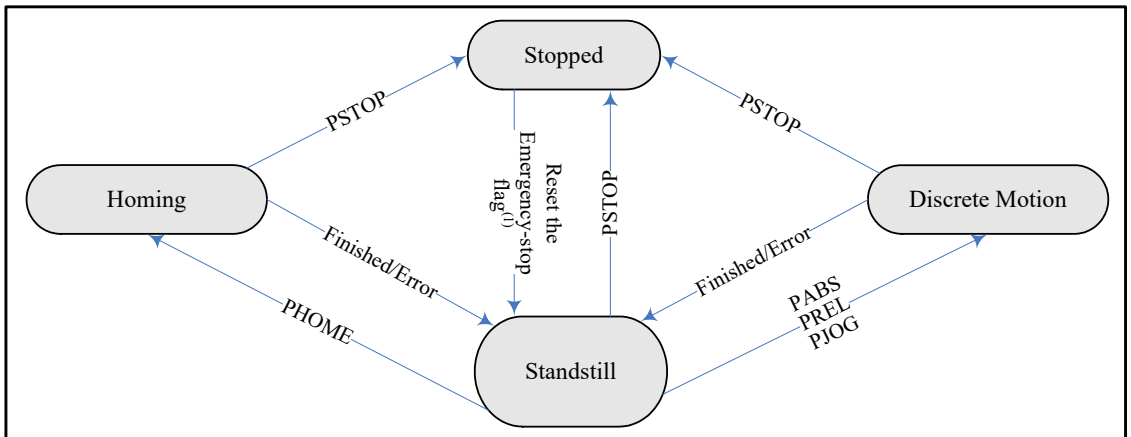 Stopped
PSTOP
PSTOP
Reset the
Emergency-stop
flag(1)
PSTOP
Homing
Discrete Motion
Finished/Error
Finished/Error
PHOME
PABS
PREL
PJOG
Standstill